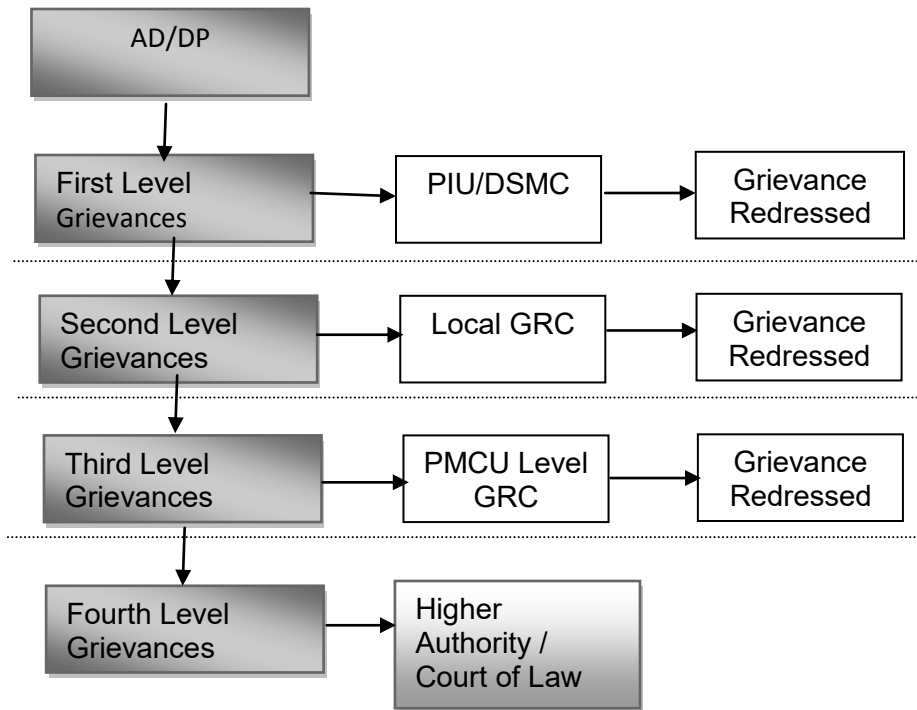 AD/DP
First Level
Grievances
PIU/DSMC
Grievance
Redressed
Second Level
Grievances
Local GRC
Grievance
Redressed
Third Level
Grievances
PMCU Level
GRC
Grievance
Redressed
Fourth Level
Grievances
Higher
Authority /
Court of Law